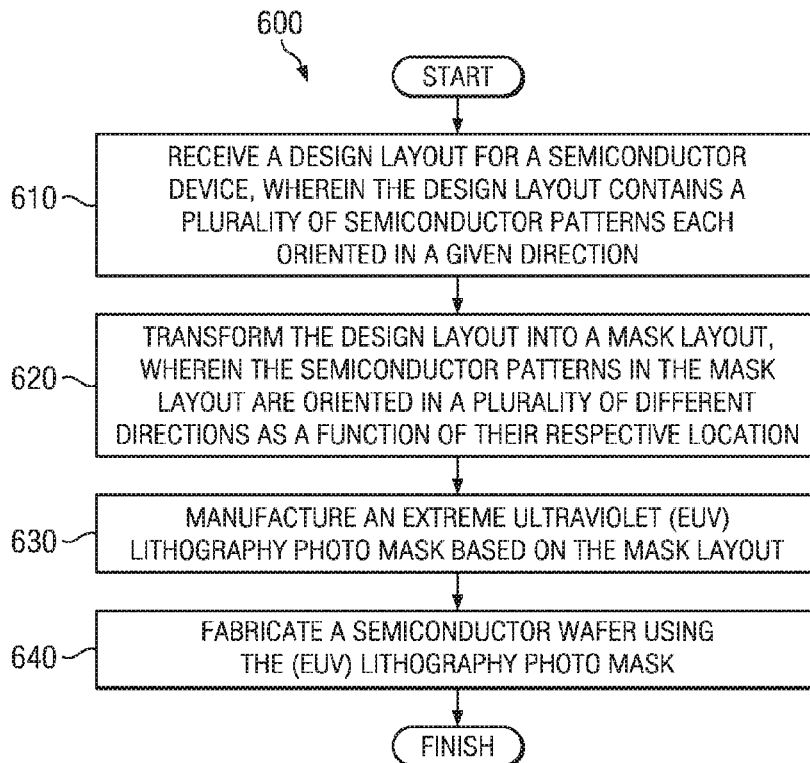 600
START
610
RECEIVE A DESIGN LAYOUT FOR A SEMICONDUCTOR
DEVICE, WHEREIN THE DESIGN LAYOUT CONTAINS A
PLURALITY OF SEMICONDUCTOR PATTERNS EACH
ORIENTED IN A GIVEN DIRECTION
620
TRANSFORM THE DESIGN LAYOUT INTO A MASK LAYOUT,
WHEREIN THE SEMICONDUCTOR PATTERNS IN THE MASK
LAYOUT ARE ORIENTED IN A PLURALITY OF DIFFERENT
DIRECTIONS AS A FUNCTION OF THEIR RESPECTIVE LOCATION
630
MANUFACTURE AN EXTREME ULTRAVIOLET (EUV)
LITHOGRAPHY PHOTO MASK BASED ON THE MASK LAYOUT
640
FABRICATE A SEMICONDUCTOR WAFER USING
THE (EUV) LITHOGRAPHY PHOTO MASK
FINISH